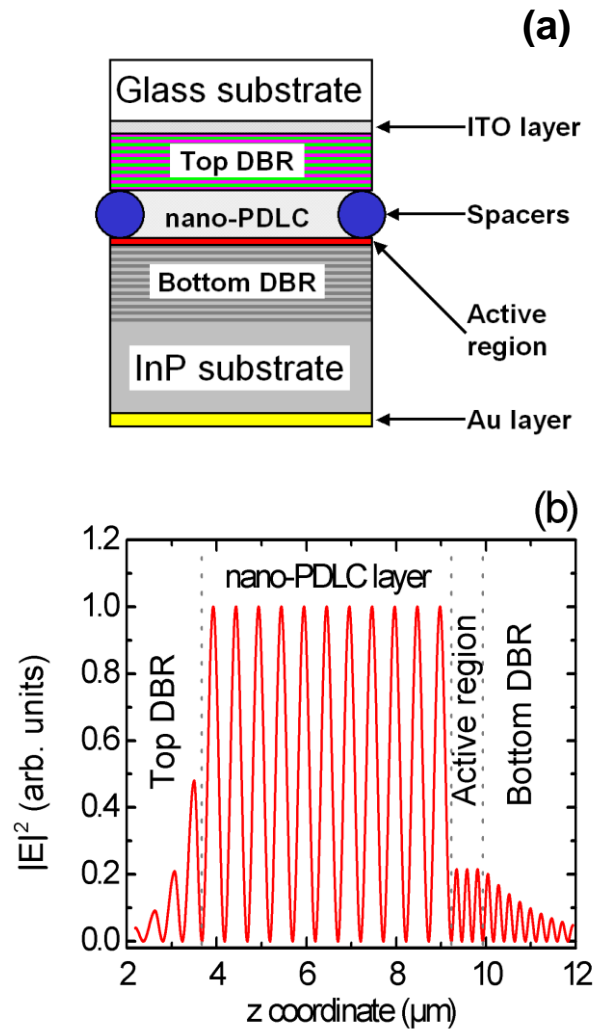 (a)
Glass substrate
ITO layer
Top DBR
nano-PDLC
Spacers
Bottom DBR
Active
region
InP substrate
Au layer
(b)
1.2
nano-PDLC layer
1.0
0.8
0.6
0.4
0.2
0.0
|E|² (arb. units)
Top DBR
Active region
Bottom DBR
2 4 6 8 10 12
z coordinate (μm)